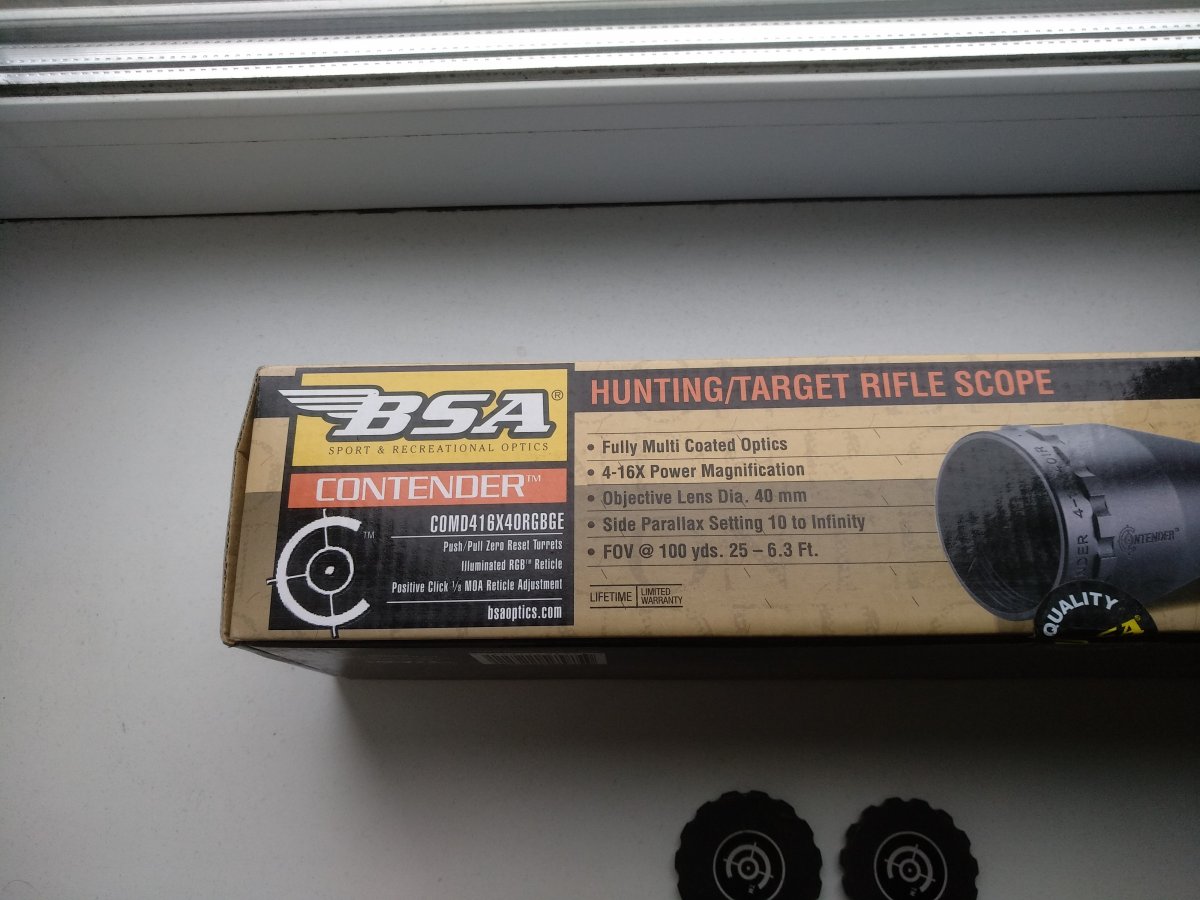 BSA®
SPORT & RECREATIONAL OPTICS
CONTENDER™
COMD416X40RGBGE
Push/Pull Zero Reset Turrets
Illuminated RGB™ Reticle
Positive Click 1/8 MOA Reticle Adjustment
bsaoptics.com
TM
HUNTING/TARGET RIFLE SCOPE
• Fully Multi Coated Optics
• 4-16X Power Magnification
• Objective Lens Dia. 40 mm
• Side Parallax Setting 10 to Infinity
• FOV @ 100 yds. 25 – 6.3 Ft.
LIFETIME
LIMITED
WARRANTY
CONTENDER
QUALITY
TM
TM